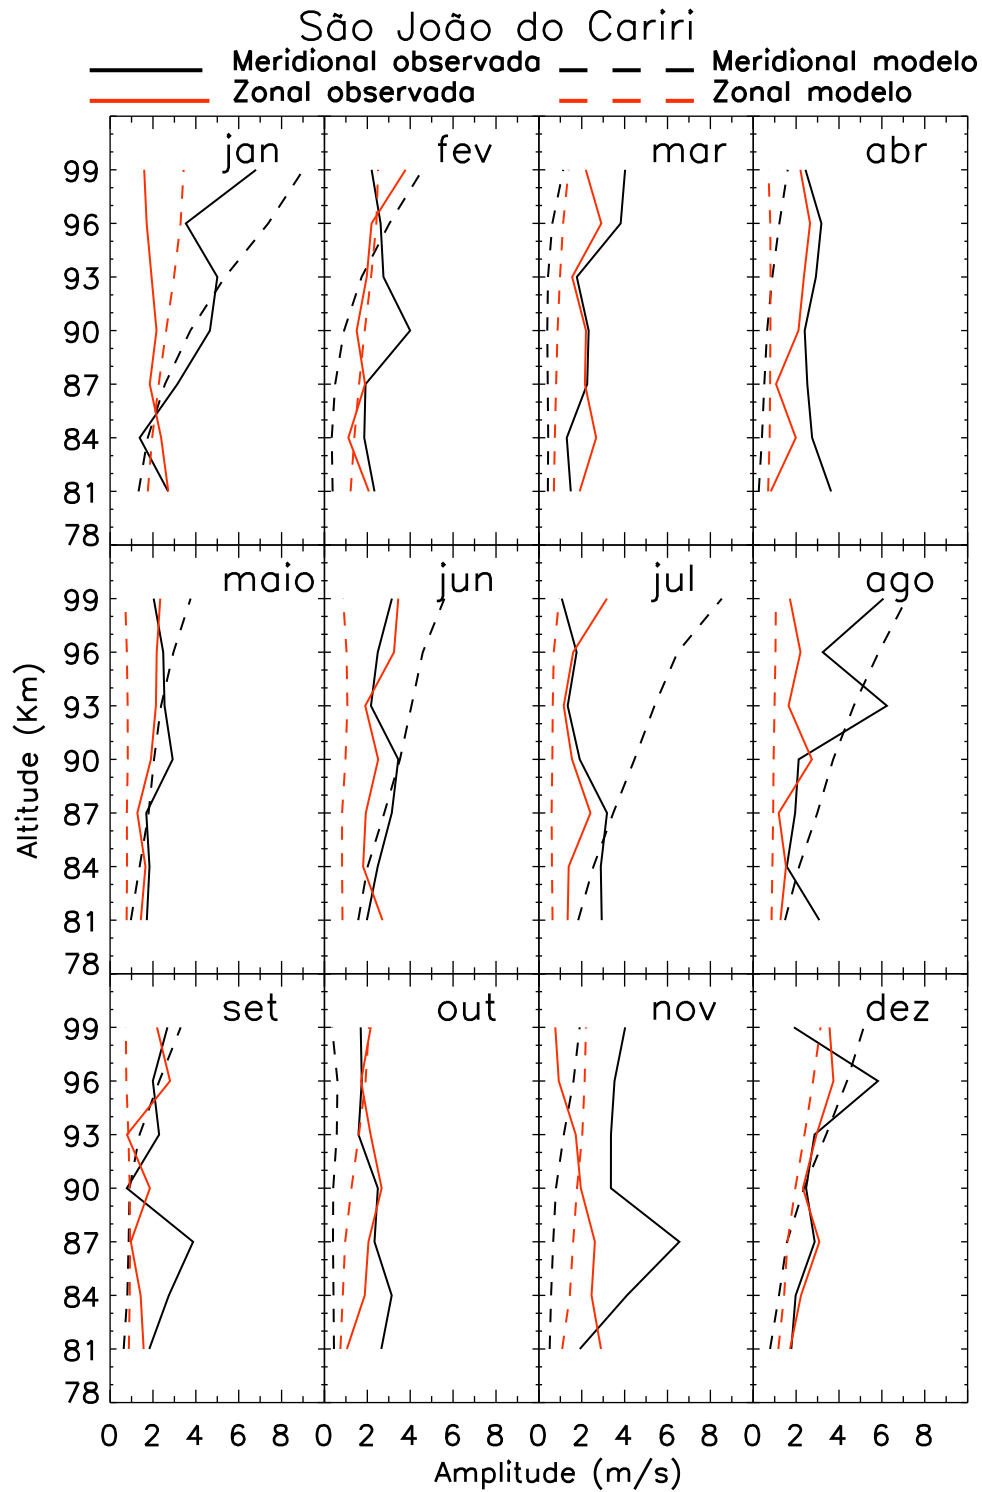 São João do Cariri
Meridional observada Meridional modelo
Zonal observada Zonal modelo
jan fev mar abr
99
96
93
90
87
84
81
78
maio jun jul ago
99
96
93
90
87
84
81
78
Altitude (Km)
set out nov dez
99
96
93
90
87
84
81
78
0 2 4 6 8 0 2 4 6 8 0 2 4 6 8 0 2 4 6 8
Amplitude (m/s)